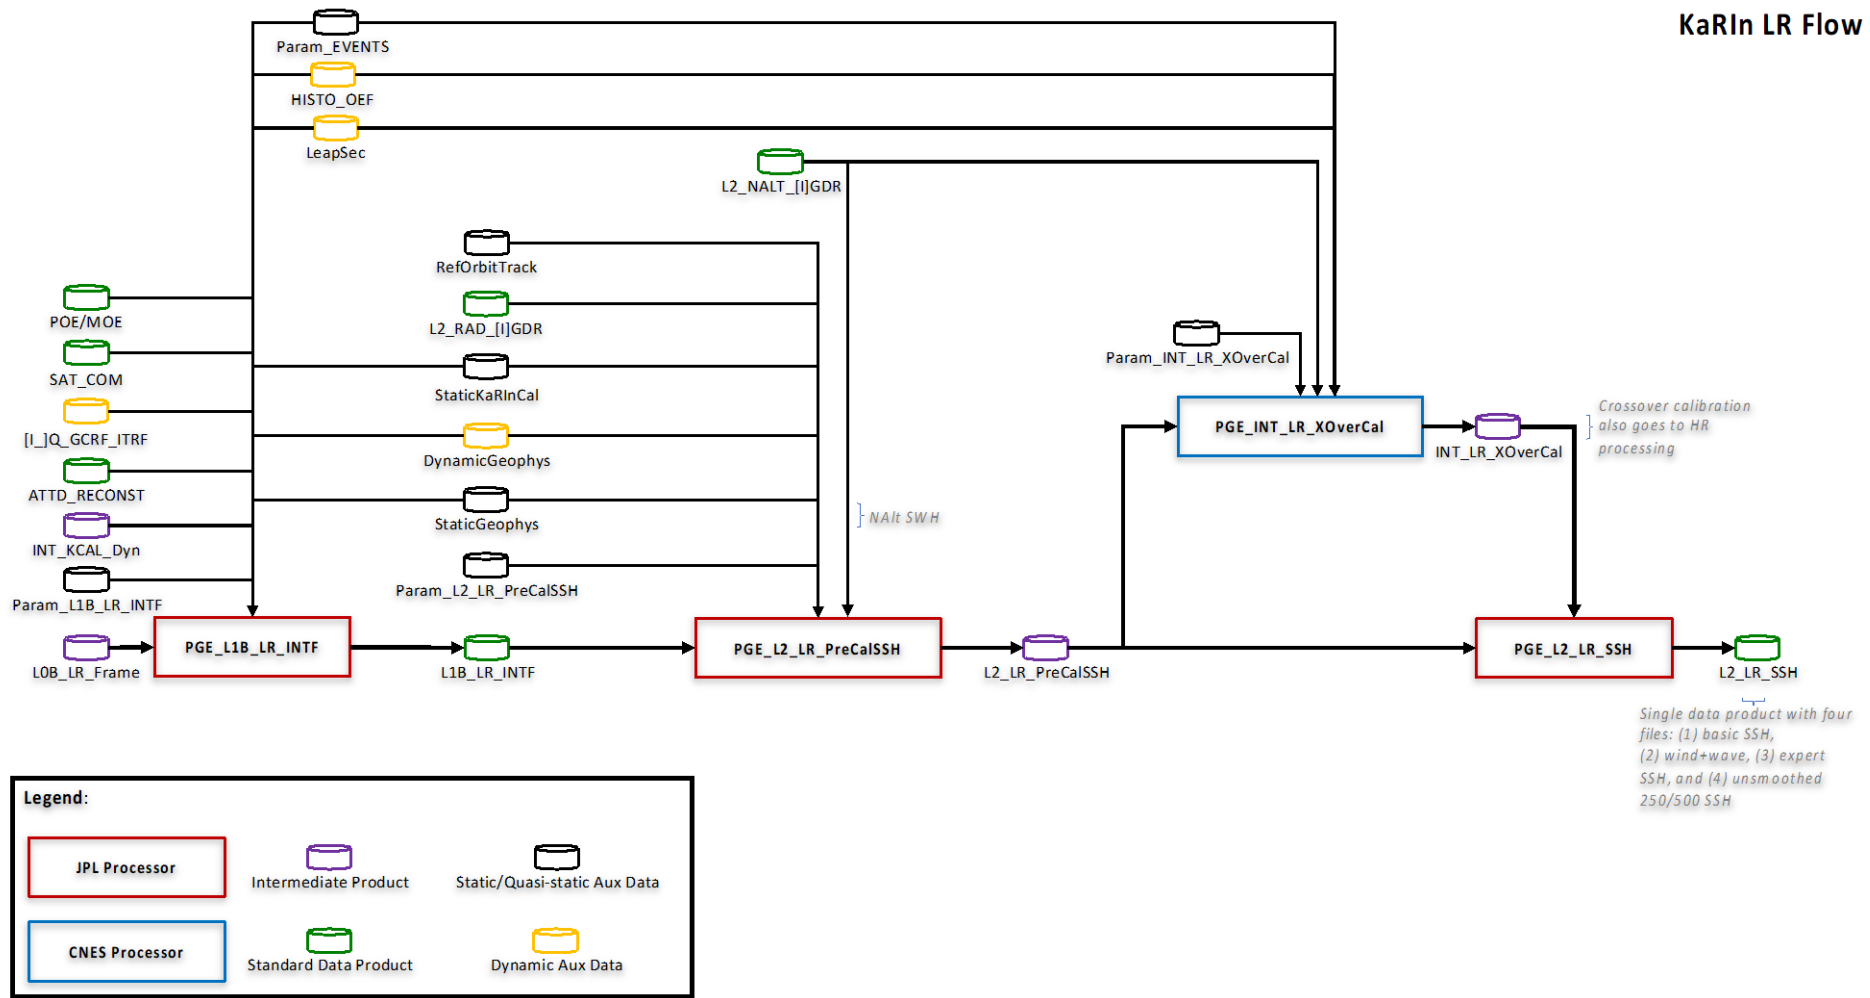 KaRIn LR Flow
Param_EVENTS
HISTO_OEF
LeapSec
L2_NALT_[I]GDR
RefOrbitTrack
POE/MOE
L2_RAD_[I]GDR
SAT_COM
Param_INT_LR_XOverCal
StaticKaRInCal
[I_]Q_GCRF_ITRF
DynamicGeophys
PGE_INT_LR_XOverCal
INT_LR_XOverCal
Crossover calibration
also goes to HR
processing
ATTD_RECONST
StaticGeophys
NAlt SWH
INT_KCAL_Dyn
Param_L2_LR_PreCalSSH
Param_L1B_LR_INTF
L0B_LR_Frame
PGE_L1B_LR_INTF
L1B_LR_INTF
PGE_L2_LR_PreCalSSH
L2_LR_PreCalSSH
PGE_L2_LR_SSH
L2_LR_SSH
Single data product with four
files: (1) basic SSH,
(2) wind+wave, (3) expert
SSH, and (4) unsmoothed
250/500 SSH
Legend:
JPL Processor
Intermediate Product
Static/Quasi-static Aux Data
CNES Processor
Standard Data Product
Dynamic Aux Data